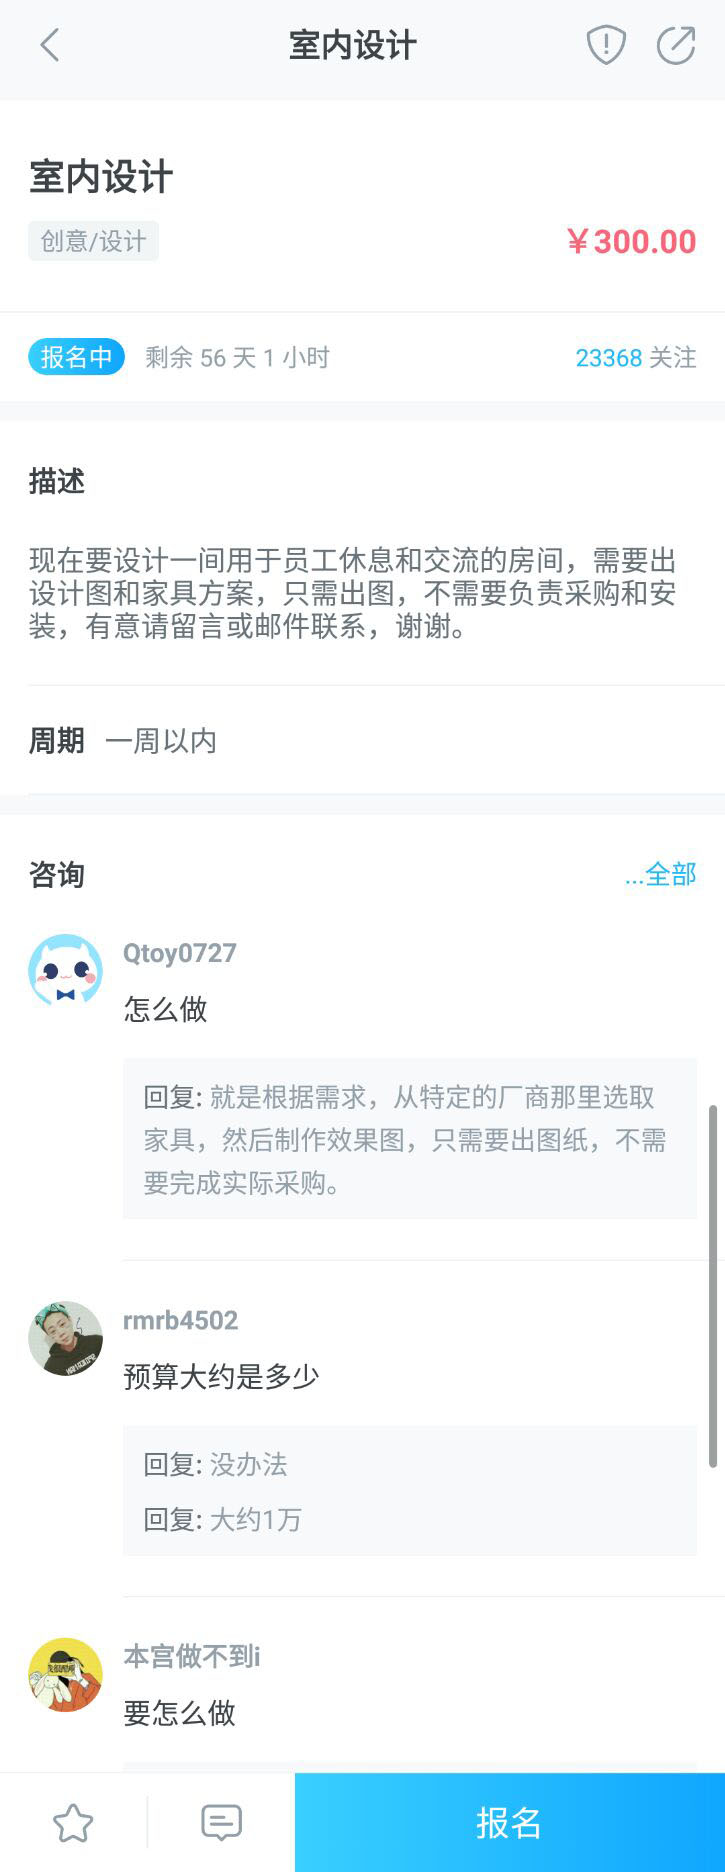 室内设计
室内设计
创意/设计
￥300.00
报名中 剩余 56 天 1 小时
23368 关注
描述
现在要设计一间用于员工休息和交流的房间，需要出
设计图和家具方案，只需出图，不需要负责采购和安
装，有意请留言或邮件联系，谢谢。
周期 一周以内
咨询
...全部
Qtoy0727
怎么做
回复: 就是根据需求，从特定的厂商那里选取
家具，然后制作效果图，只需要出图纸，不需
要完成实际采购。
rmrb4502
预算大约是多少
回复: 没办法
回复: 大约1万
本宫做不到i
要怎么做
报名